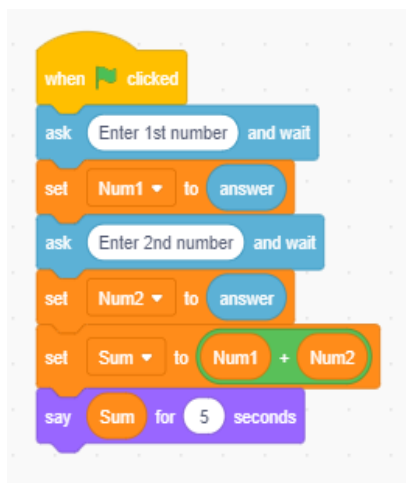 when clicked
ask Enter 1st number and wait
set Num1 to answer
ask Enter 2nd number and wait
set Num2 to answer
set Sum to Num1 + Num2
say Sum for 5 seconds